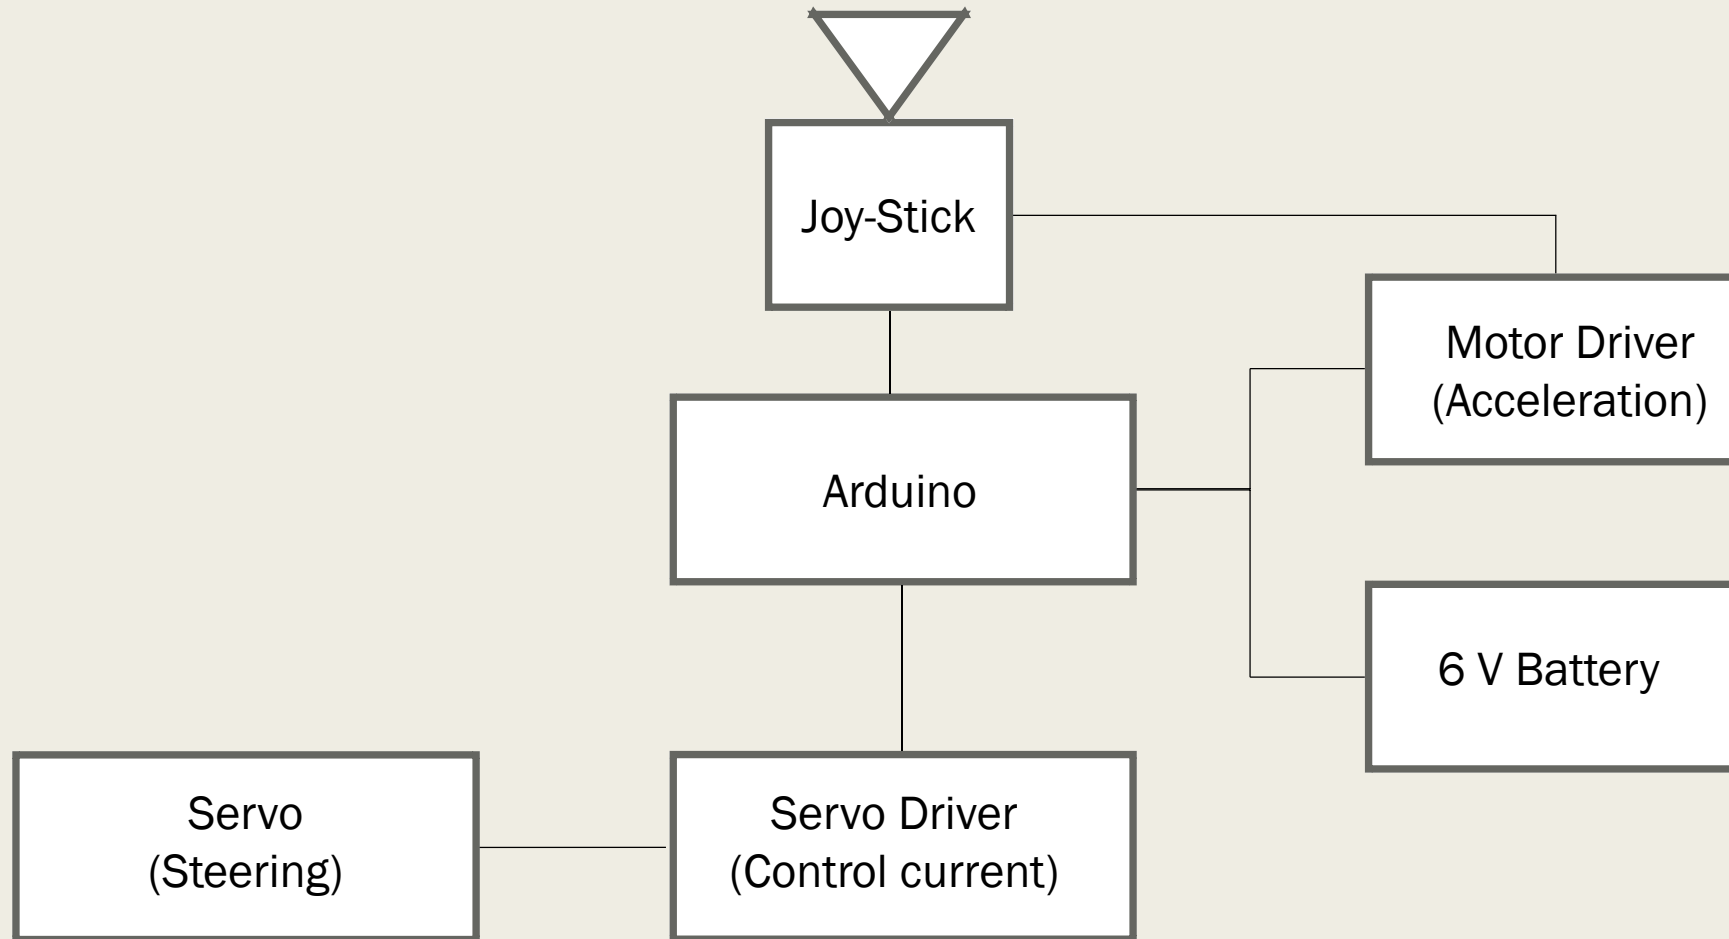 Joy-Stick
Motor Driver
(Acceleration)
Arduino
6 V Battery
Servo
(Steering)
Servo Driver
(Control current)